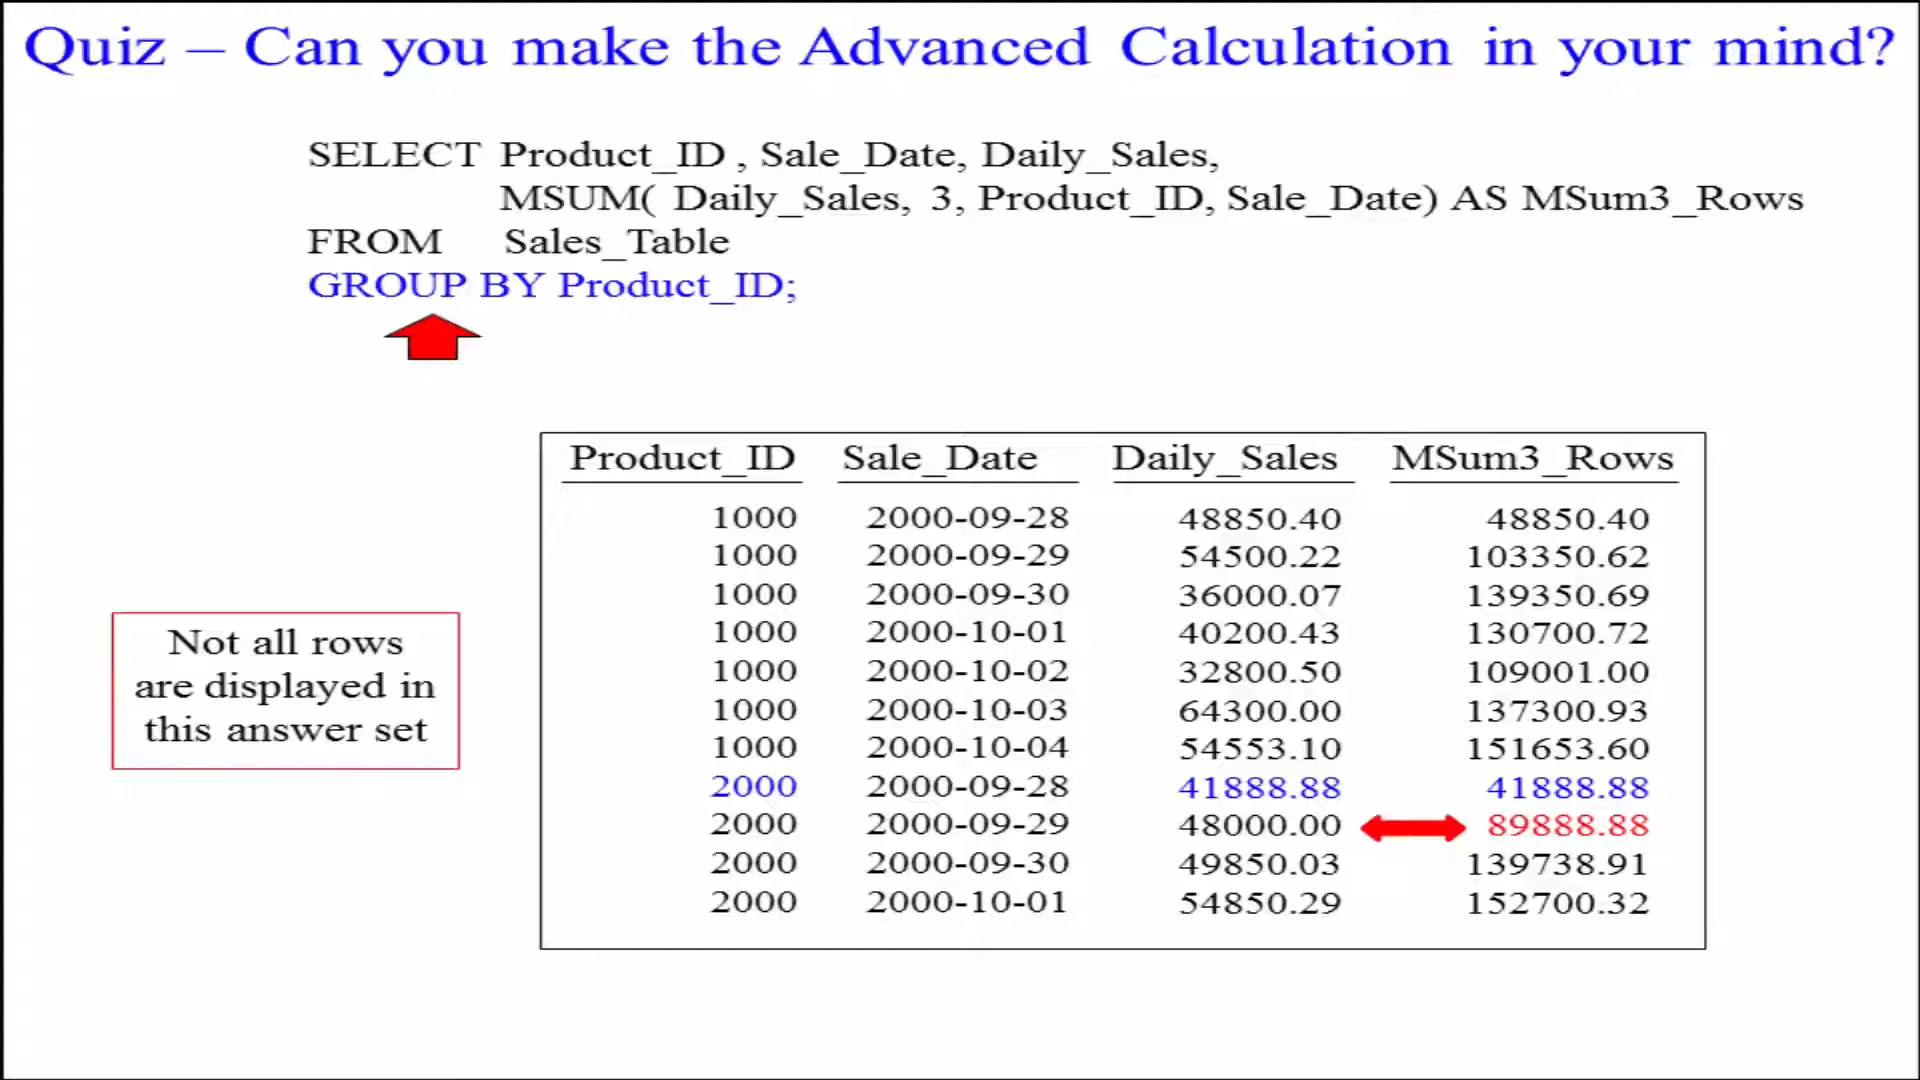 Quiz – Can you make the Advanced Calculation in your mind?
SELECT Product_ID , Sale_Date, Daily_Sales,
MSUM( Daily_Sales, 3, Product_ID, Sale_Date) AS MSum3_Rows
FROM Sales_Table
GROUP BY Product_ID;
Not all rows
are displayed in
this answer set
Product_ID Sale_Date Daily_Sales MSum3_Rows
1000 2000-09-28 48850.40 48850.40
1000 2000-09-29 54500.22 103350.62
1000 2000-09-30 36000.07 139350.69
1000 2000-10-01 40200.43 130700.72
1000 2000-10-02 32800.50 109001.00
1000 2000-10-03 64300.00 137300.93
1000 2000-10-04 54553.10 151653.60
2000 2000-09-28 41888.88 41888.88
2000 2000-09-29 48000.00 89888.88
2000 2000-09-30 49850.03 139738.91
2000 2000-10-01 54850.29 152700.32